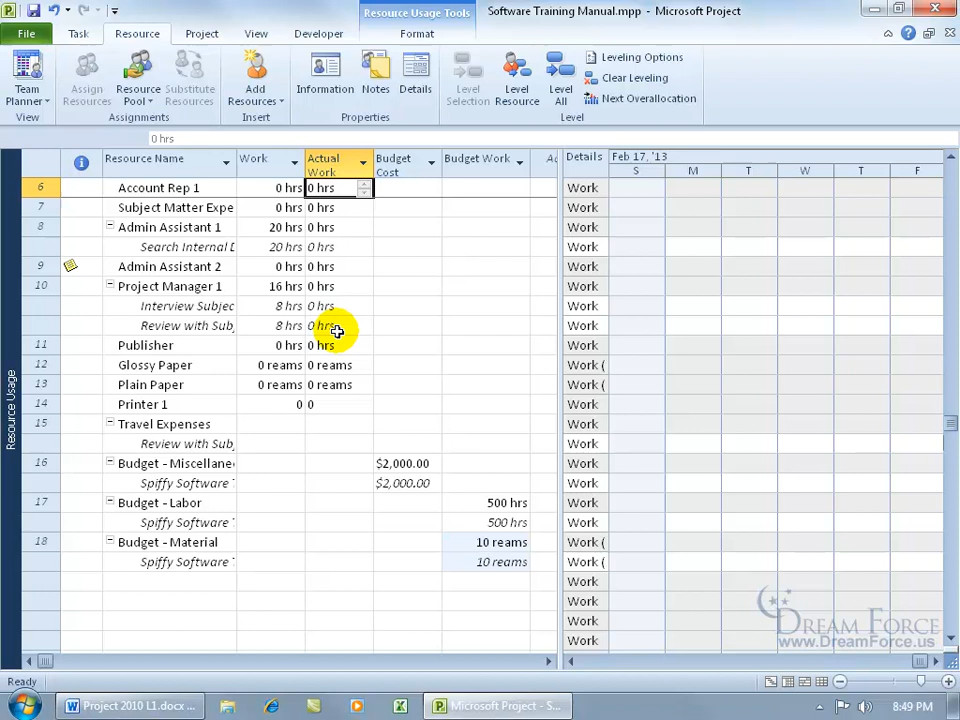 Resource Usage Tools
Software Training Manual.mpp - Microsoft Project
File Task Resource Project View Developer Format
Team Planner
Assign Resources
Resource Pool
Substitute Resources
Add Resources
Information
Notes
Details
Level Selection
Level Resource
Level All
Leveling Options
Clear Leveling
Next Overallocation
View Assignments Insert Properties Level
0 hrs
Resource Name Work Actual Work Budget Cost Budget Work Details Feb 17, '13
S M T W T F
6 Account Rep 1 0 hrs 0 hrs Work
7 Subject Matter Expe 0 hrs 0 hrs Work
8 Admin Assistant 1 20 hrs 0 hrs Work
Search Internal 20 hrs 0 hrs Work
9 Admin Assistant 2 0 hrs 0 hrs Work
10 Project Manager 1 16 hrs 0 hrs Work
Interview Subjec 8 hrs 0 hrs Work
Review with Subj 8 hrs 0 hrs Work
11 Publisher 0 hrs 0 hrs Work
12 Glossy Paper 0 reams 0 reams Work (
13 Plain Paper 0 reams 0 reams Work (
14 Printer 1 0 0 Work (
15 Travel Expenses Work
Review with Subj Work
16 Budget - Miscellane $2,000.00 Work
Spiffy Software $2,000.00 Work
17 Budget - Labor 500 hrs Work
Spiffy Software 500 hrs Work
18 Budget - Material 10 reams Work (
Spiffy Software 10 reams Work (
Work
Work
Work
Work
Resource Usage
DREAM FORCE
www.DreamForce.us
Ready
Project 2010 L1.docx ...
Microsoft Project - S...
8:49 PM